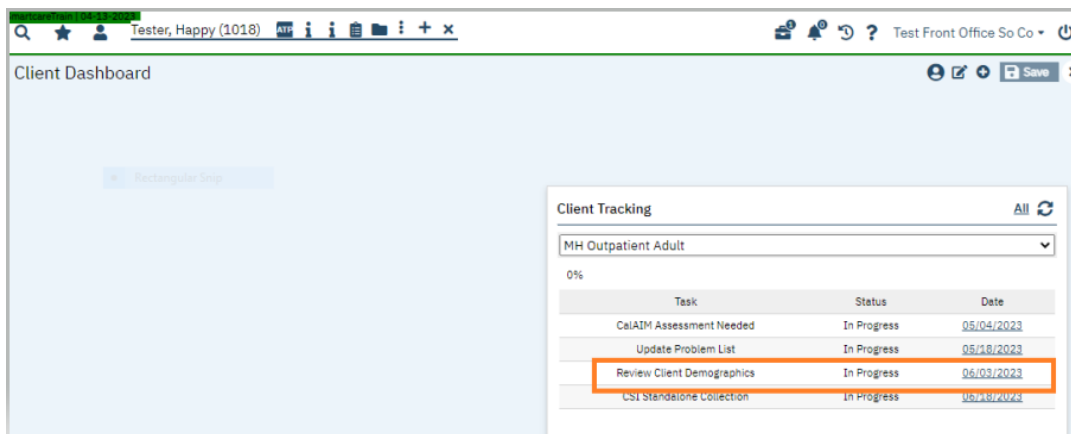 martcareTrain | 04-13-2023
Tester, Happy (1018) ATP
? Test Front Office So Co
Client Dashboard
Save
Rectangular Snip
Client Tracking All
MH Outpatient Adult
0%
Task Status Date
CalAIM Assessment Needed In Progress 05/04/2023
Update Problem List In Progress 05/18/2023
Review Client Demographics In Progress 06/03/2023
CSI Standalone Collection In Progress 06/18/2023